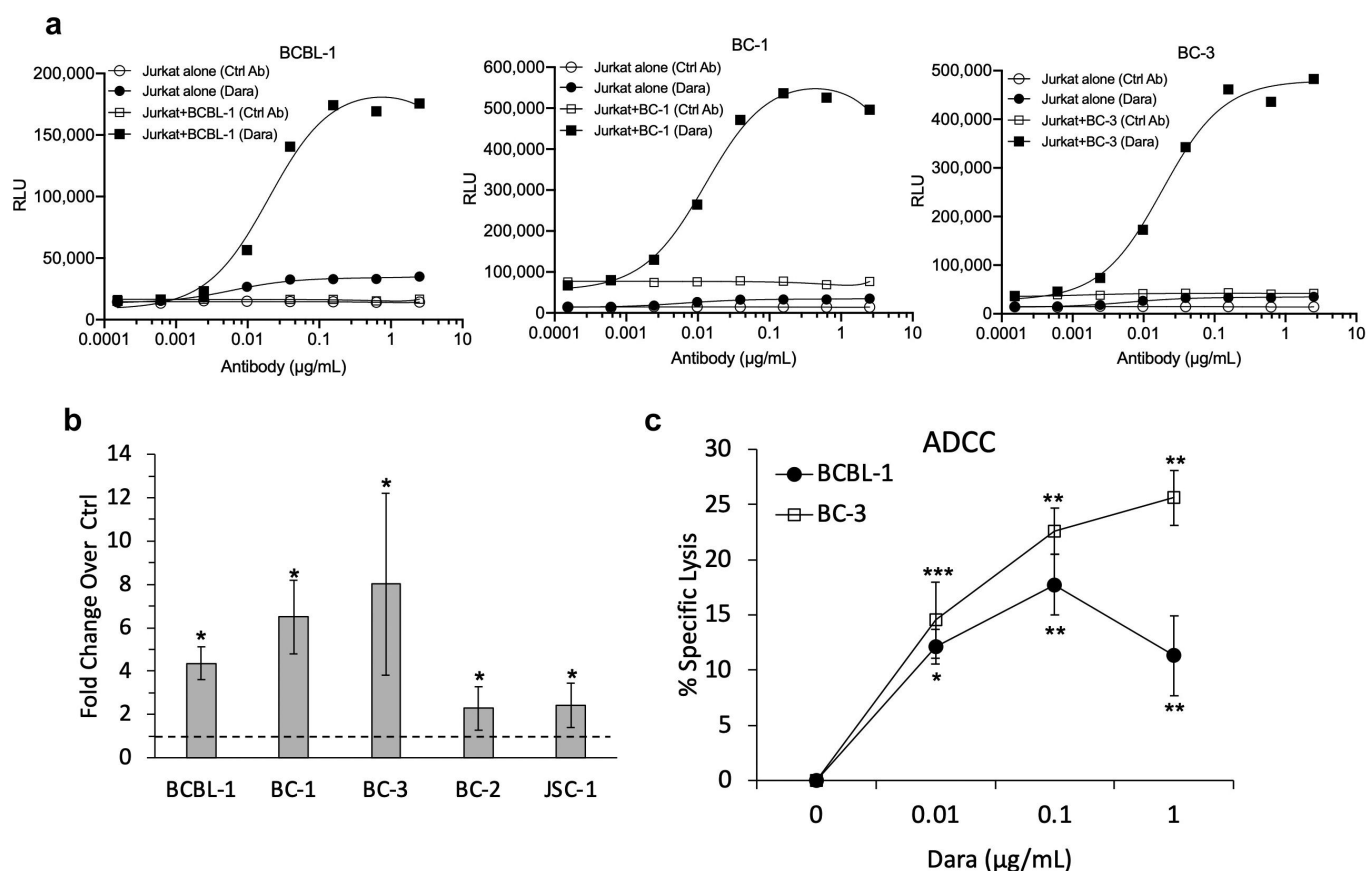 a
BCBL-1
200,000
150,000
100,000
50,000
0
RLU
Jurkat alone (Ctrl Ab)
Jurkat alone (Dara)
Jurkat+BCBL-1 (Ctrl Ab)
Jurkat+BCBL-1 (Dara)
0.0001 0.001 0.01 0.1 1 10
Antibody (µg/mL)
BC-1
600,000
500,000
400,000
300,000
200,000
100,000
0
RLU
Jurkat alone (Ctrl Ab)
Jurkat alone (Dara)
Jurkat+BC-1 (Ctrl Ab)
Jurkat+BC-1 (Dara)
0.0001 0.001 0.01 0.1 1 10
Antibody (µg/mL)
BC-3
500,000
400,000
300,000
200,000
100,000
0
RLU
Jurkat alone (Ctrl Ab)
Jurkat alone (Dara)
Jurkat+BC-3 (Ctrl Ab)
Jurkat+BC-3 (Dara)
0.0001 0.001 0.01 0.1 1 10
Antibody (µg/mL)
b
Fold Change Over Ctrl
14
12
10
8
6
4
2
0
* * * * *
BCBL-1 BC-1 BC-3 BC-2 JSC-1
c
ADCC
% Specific Lysis
30
25
20
15
10
5
0
BCBL-1
BC-3
*** ** **
* ** **
0 0.01 0.1 1
Dara (µg/mL)